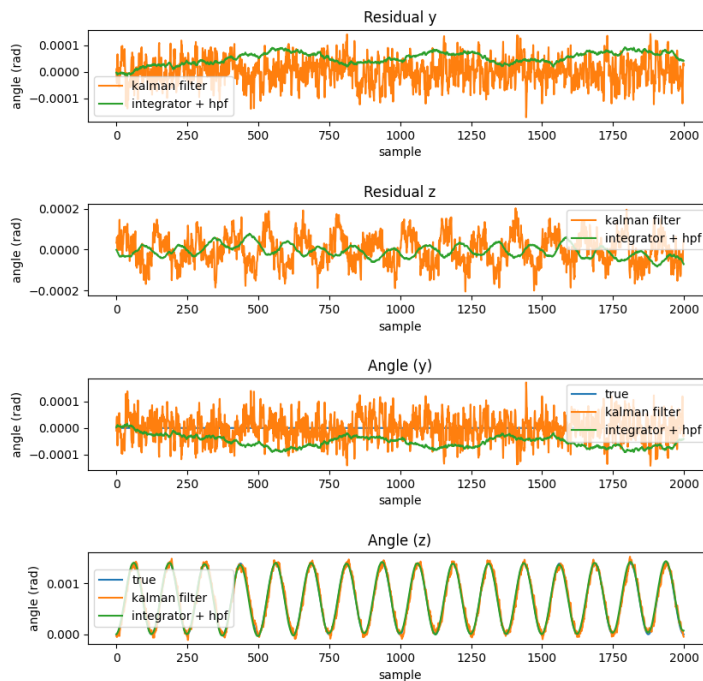 Residual y
angle (rad)
0.0001
0.0000
−0.0001
kalman filter
integrator + hpf
0
250
500
750
1000
1250
1500
1750
2000
sample
Residual z
angle (rad)
0.0002
0.0000
−0.0002
kalman filter
integrator + hpf
0
250
500
750
1000
1250
1500
1750
2000
sample
Angle (y)
angle (rad)
0.0001
0.0000
−0.0001
true
kalman filter
integrator + hpf
0
250
500
750
1000
1250
1500
1750
2000
sample
Angle (z)
angle (rad)
0.001
0.000
true
kalman filter
integrator + hpf
0
250
500
750
1000
1250
1500
1750
2000
sample